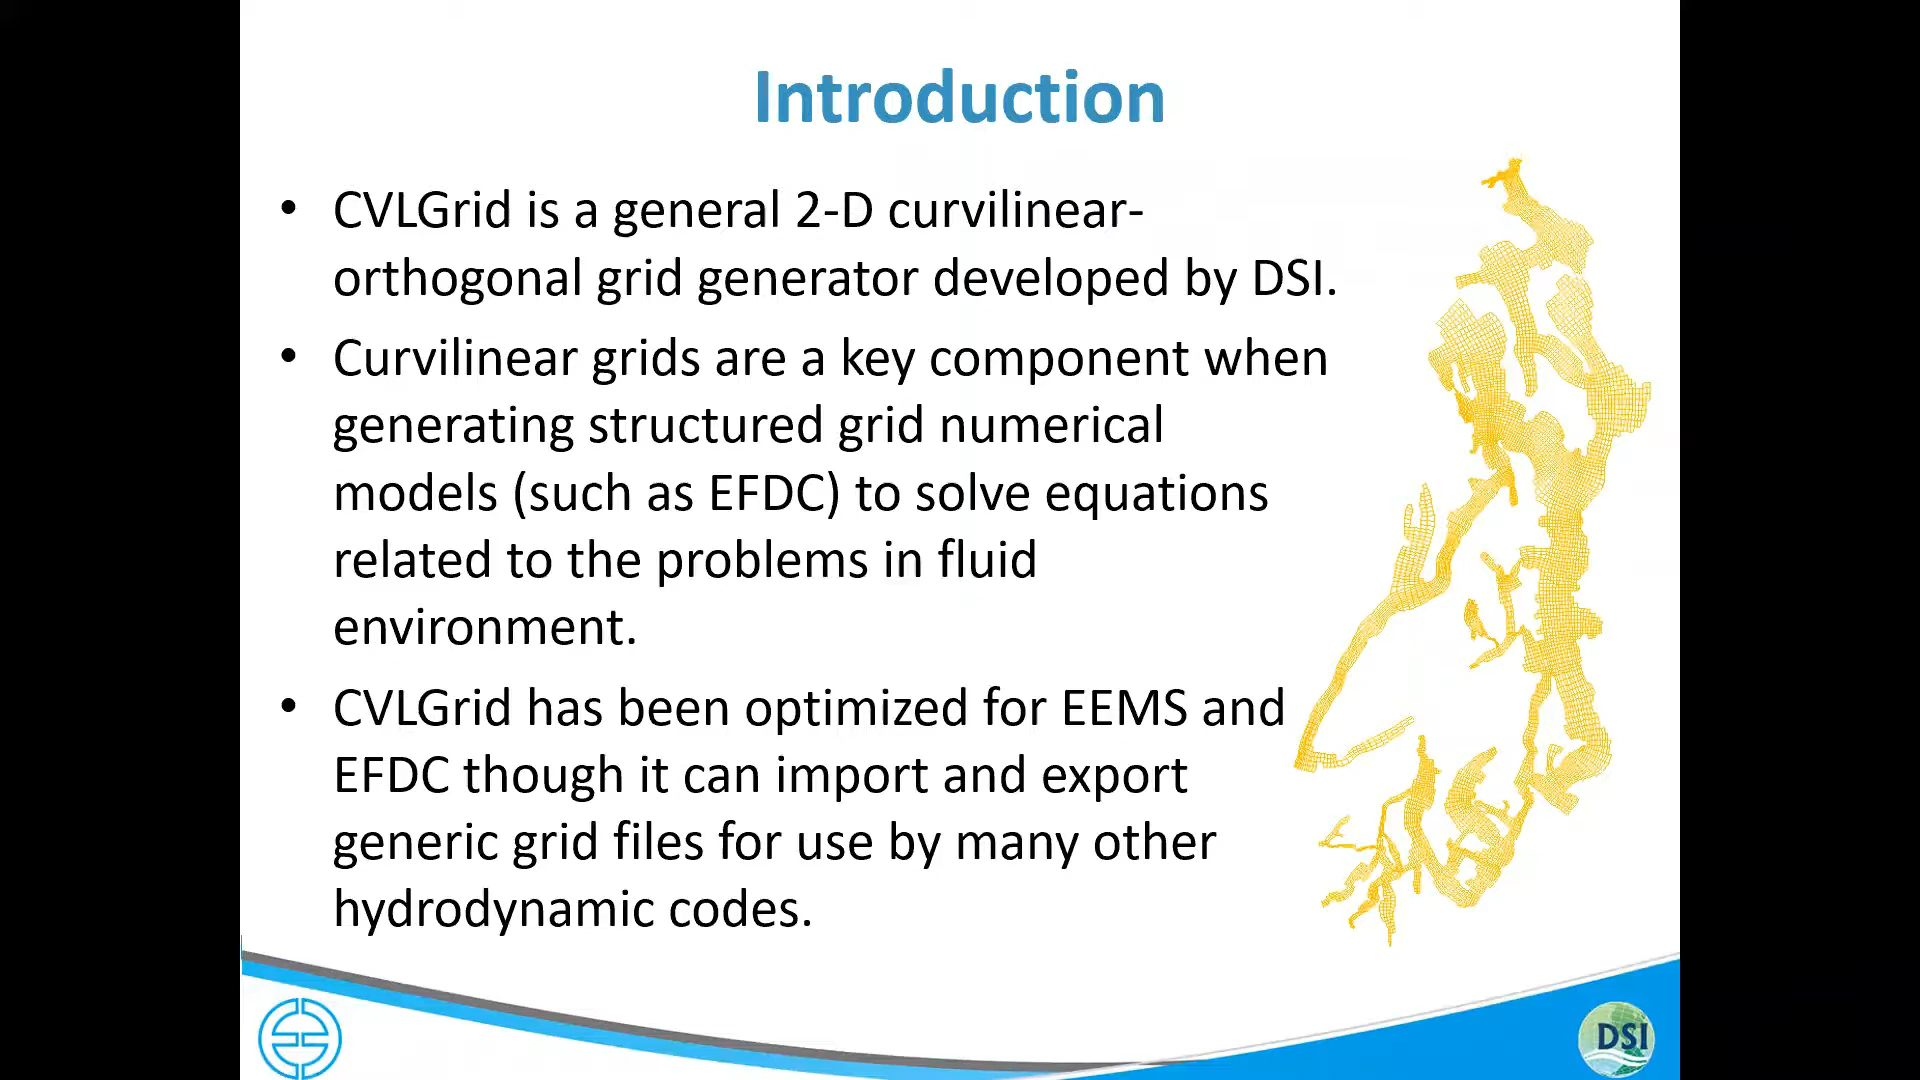 Introduction
• CVLGrid is a general 2-D curvilinear-
orthogonal grid generator developed by DSI.
• Curvilinear grids are a key component when
generating structured grid numerical
models (such as EFDC) to solve equations
related to the problems in fluid
environment.
• CVLGrid has been optimized for EEMS and
EFDC though it can import and export
generic grid files for use by many other
hydrodynamic codes.
DSI